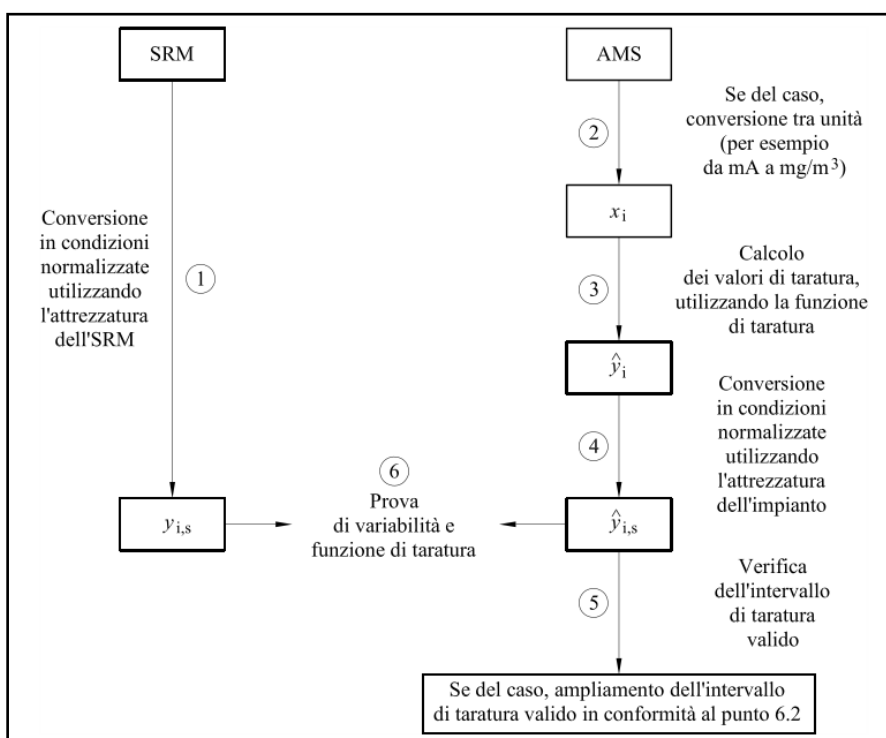 SRM
AMS
Se del caso,
conversione tra unità
(per esempio
da mA a mg/m³)
2
xi
Conversione
in condizioni
normalizzate
utilizzando
l'attrezzatura
dell'SRM
1
Calcolo
dei valori di taratura,
utilizzando la funzione
di taratura
3
ŷi
Conversione
in condizioni
normalizzate
utilizzando
l'attrezzatura
dell'impianto
4
6
Prova
di variabilità e
funzione di taratura
yi,s
ŷi,s
Verifica
dell'intervallo
di taratura
valido
5
Se del caso, ampliamento dell'intervallo
di taratura valido in conformità al punto 6.2